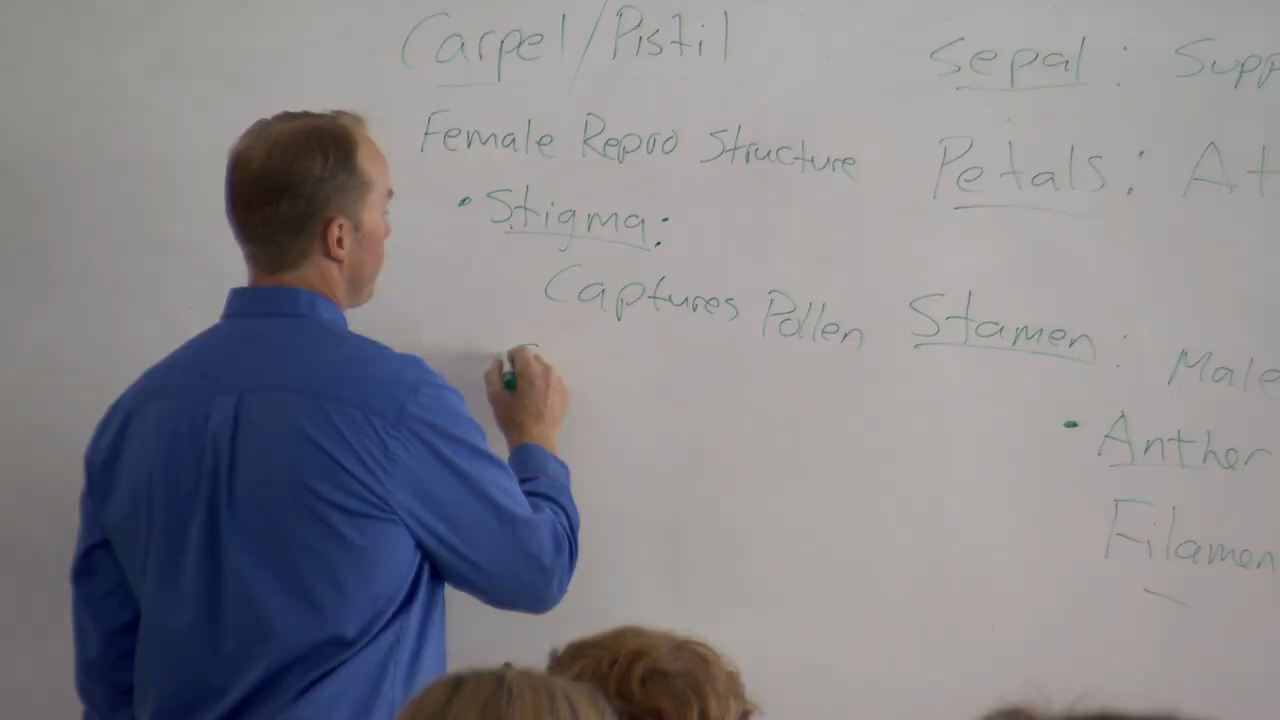 Carpel/Pistil
Female Repro Structure
• Stigma:
Captures Pollen
Sepal: Supp
Petals: At
Stamen: Male
• Anther
Filamen